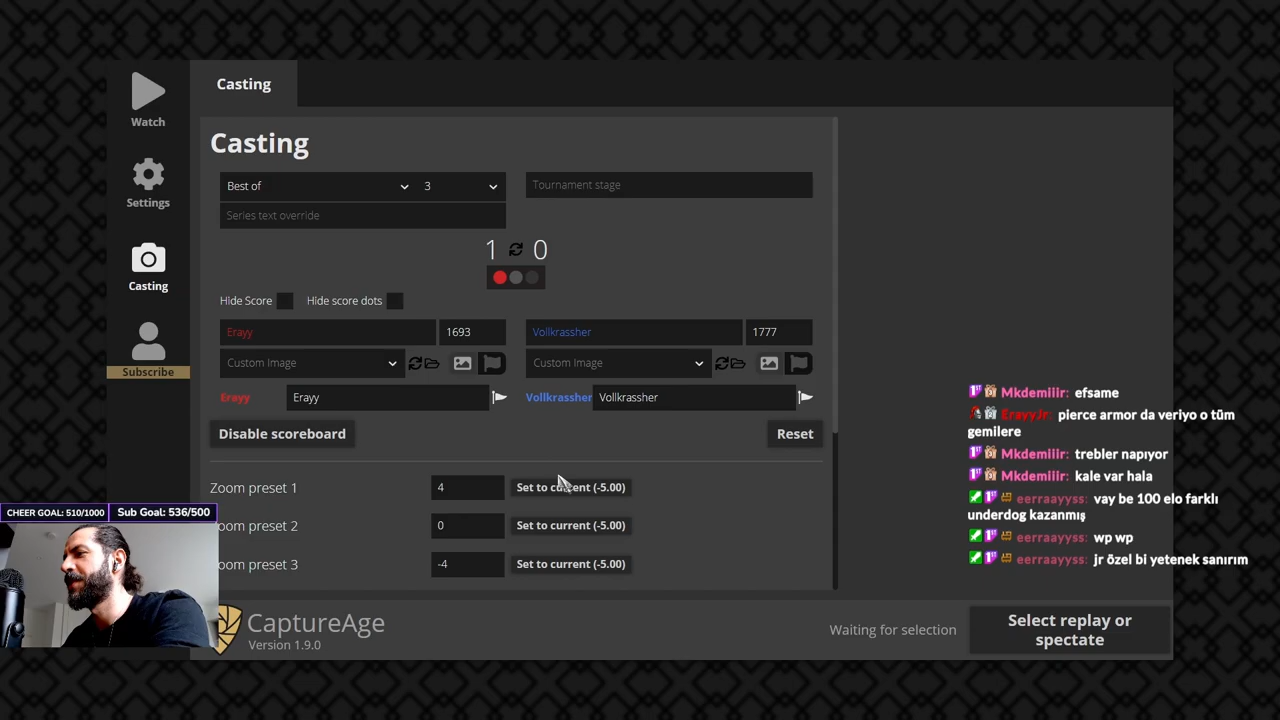 Casting
Watch
Settings
Casting
Subscribe
Casting
Best of
3
Tournament stage
Series text override
1 0
Hide Score
Hide score dots
Erayy
1693
Vollkrassher
1777
Custom Image
Custom Image
Erayy
Erayy
Vollkrassher
Vollkrassher
Disable scoreboard
Reset
Zoom preset 1
4
Set to current (-5.00)
oom preset 2
0
Set to current (-5.00)
oom preset 3
-4
Set to current (-5.00)
CHEER GOAL: 510/1000
Sub Goal: 536/500
CaptureAge
Version 1.9.0
Waiting for selection
Select replay or
spectate
Mkdemiiir: efsame
ErayyJr: pierce armor da veriyo o tüm
gemilere
Mkdemiiir: trebler napıyor
Mkdemiiir: kale var hala
eerraayyss: vay be 100 elo farklı
underdog kazanmış
eerraayyss: wp wp
eerraayyss: jr özel bi yetenek sanırım